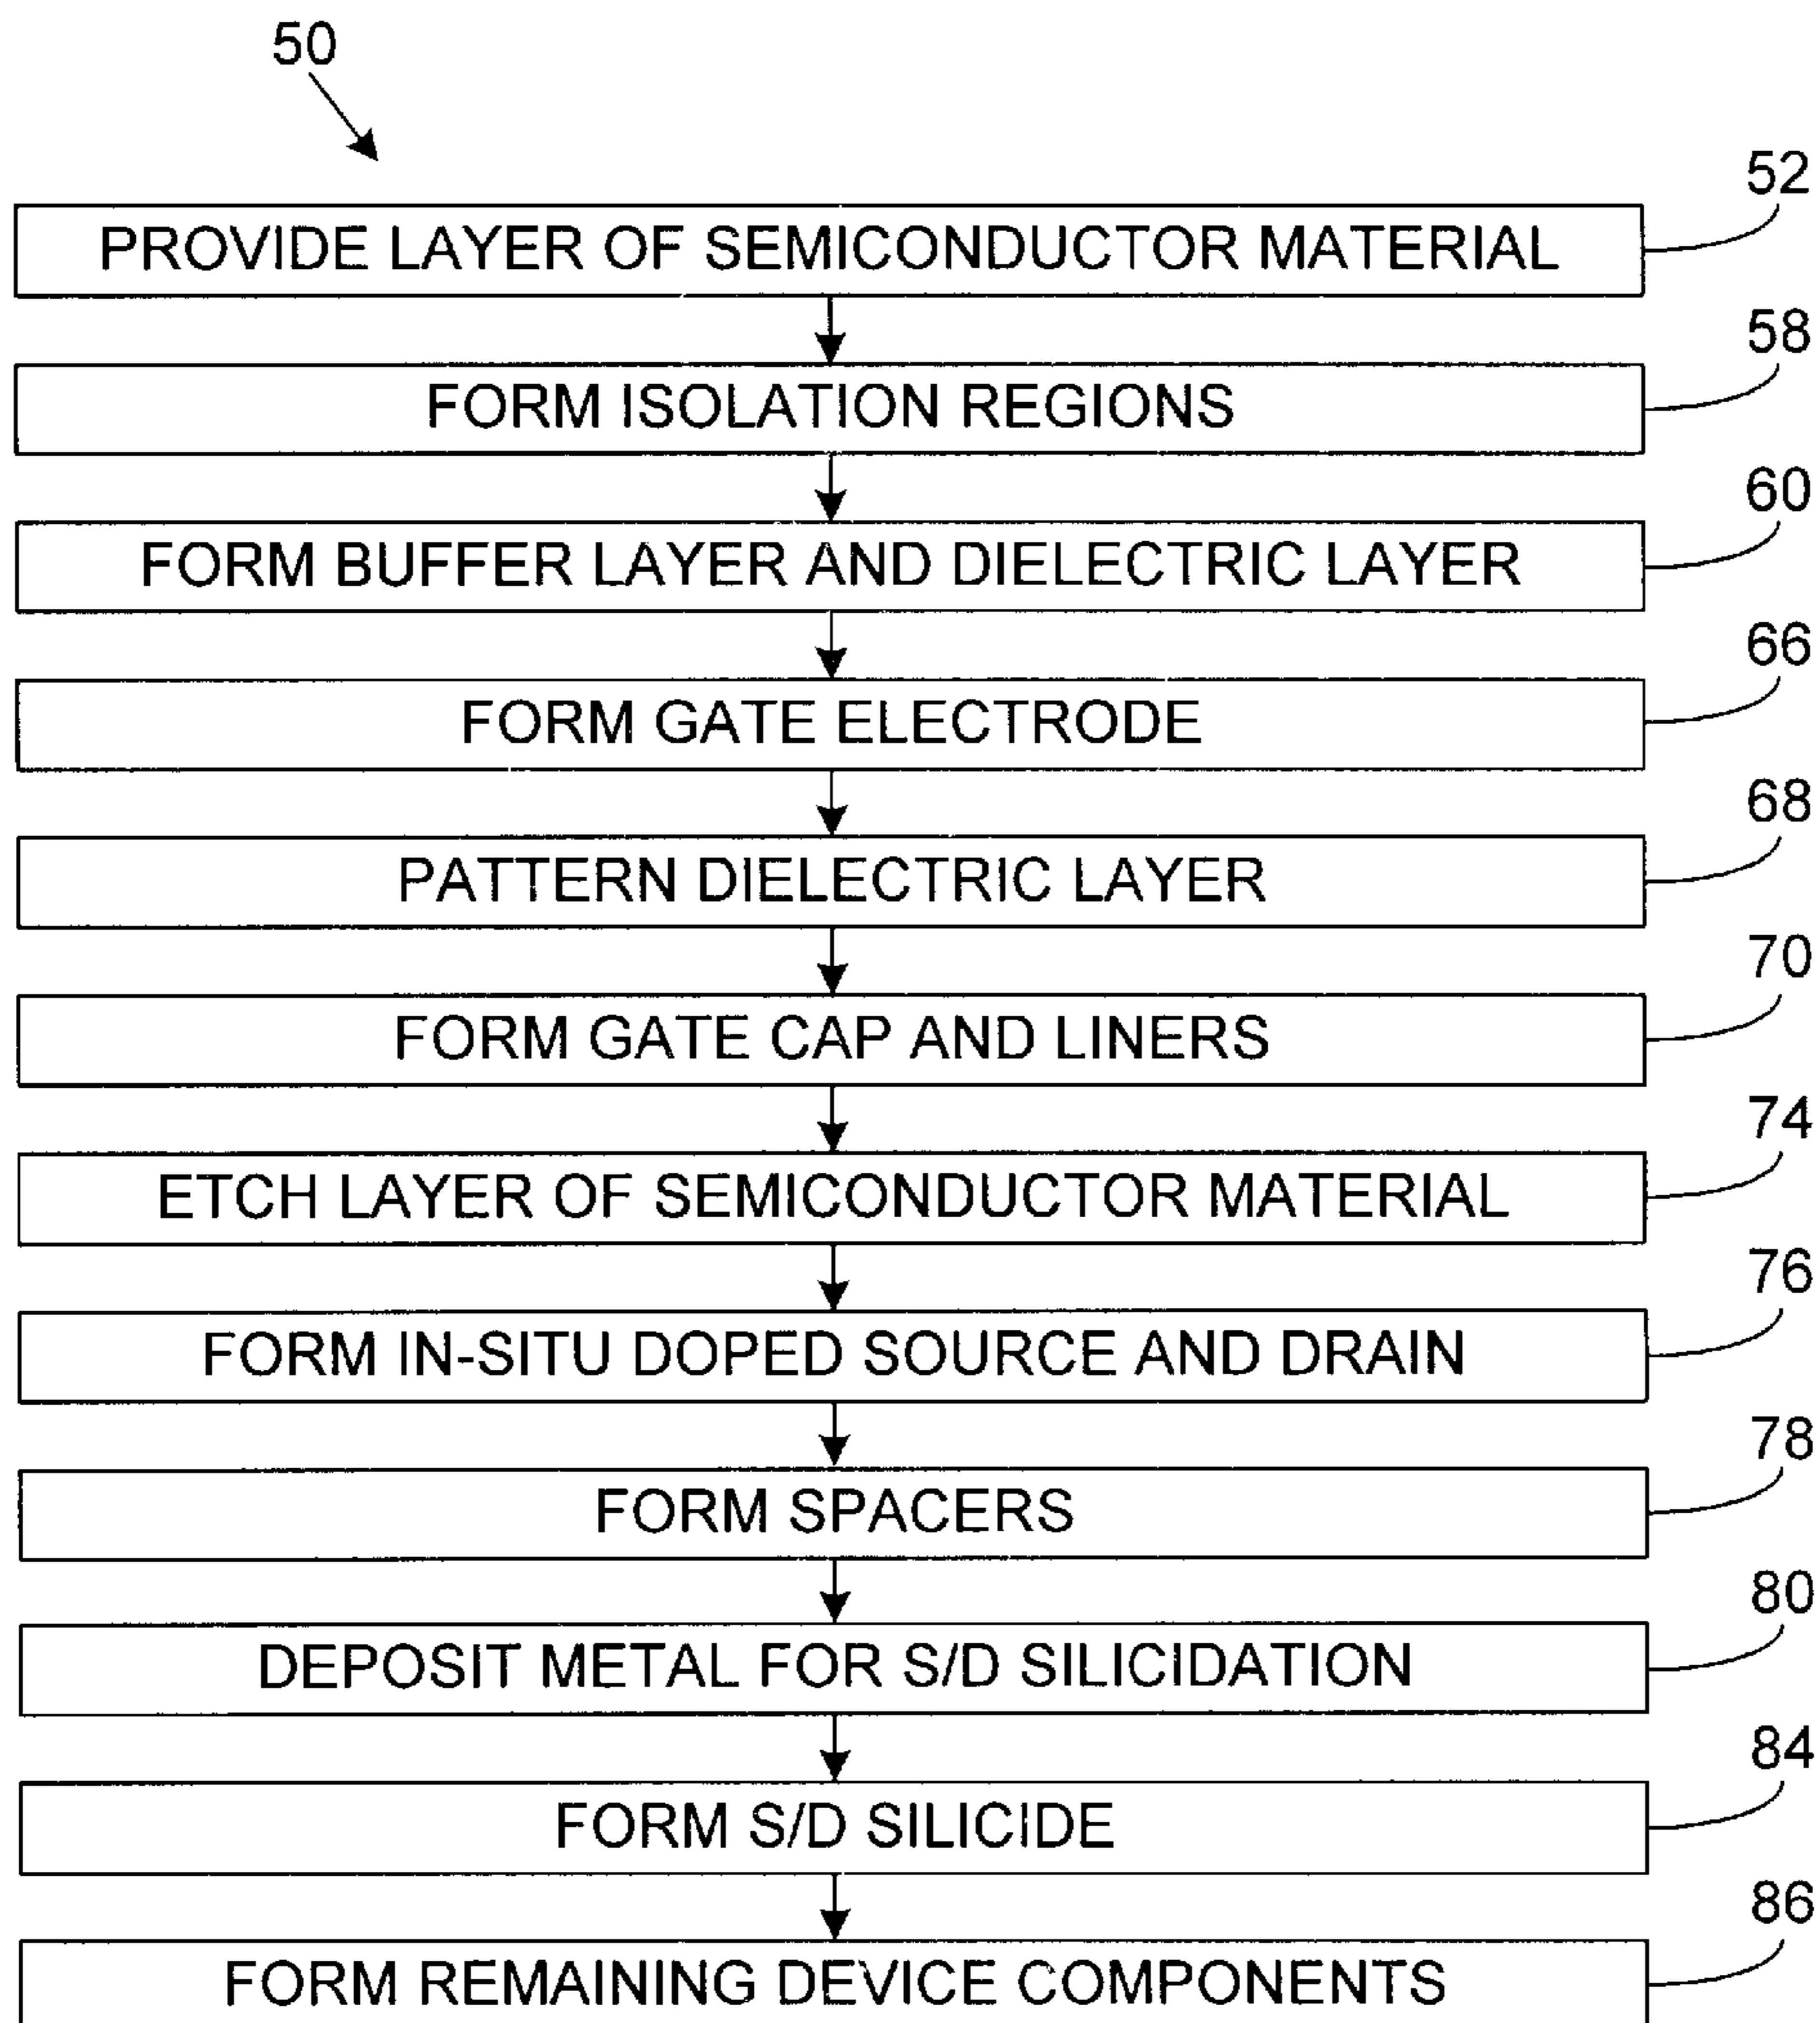 50
52
PROVIDE LAYER OF SEMICONDUCTOR MATERIAL
58
FORM ISOLATION REGIONS
60
FORM BUFFER LAYER AND DIELECTRIC LAYER
66
FORM GATE ELECTRODE
68
PATTERN DIELECTRIC LAYER
70
FORM GATE CAP AND LINERS
74
ETCH LAYER OF SEMICONDUCTOR MATERIAL
76
FORM IN-SITU DOPED SOURCE AND DRAIN
78
FORM SPACERS
80
DEPOSIT METAL FOR S/D SILICIDATION
84
FORM S/D SILICIDE
86
FORM REMAINING DEVICE COMPONENTS